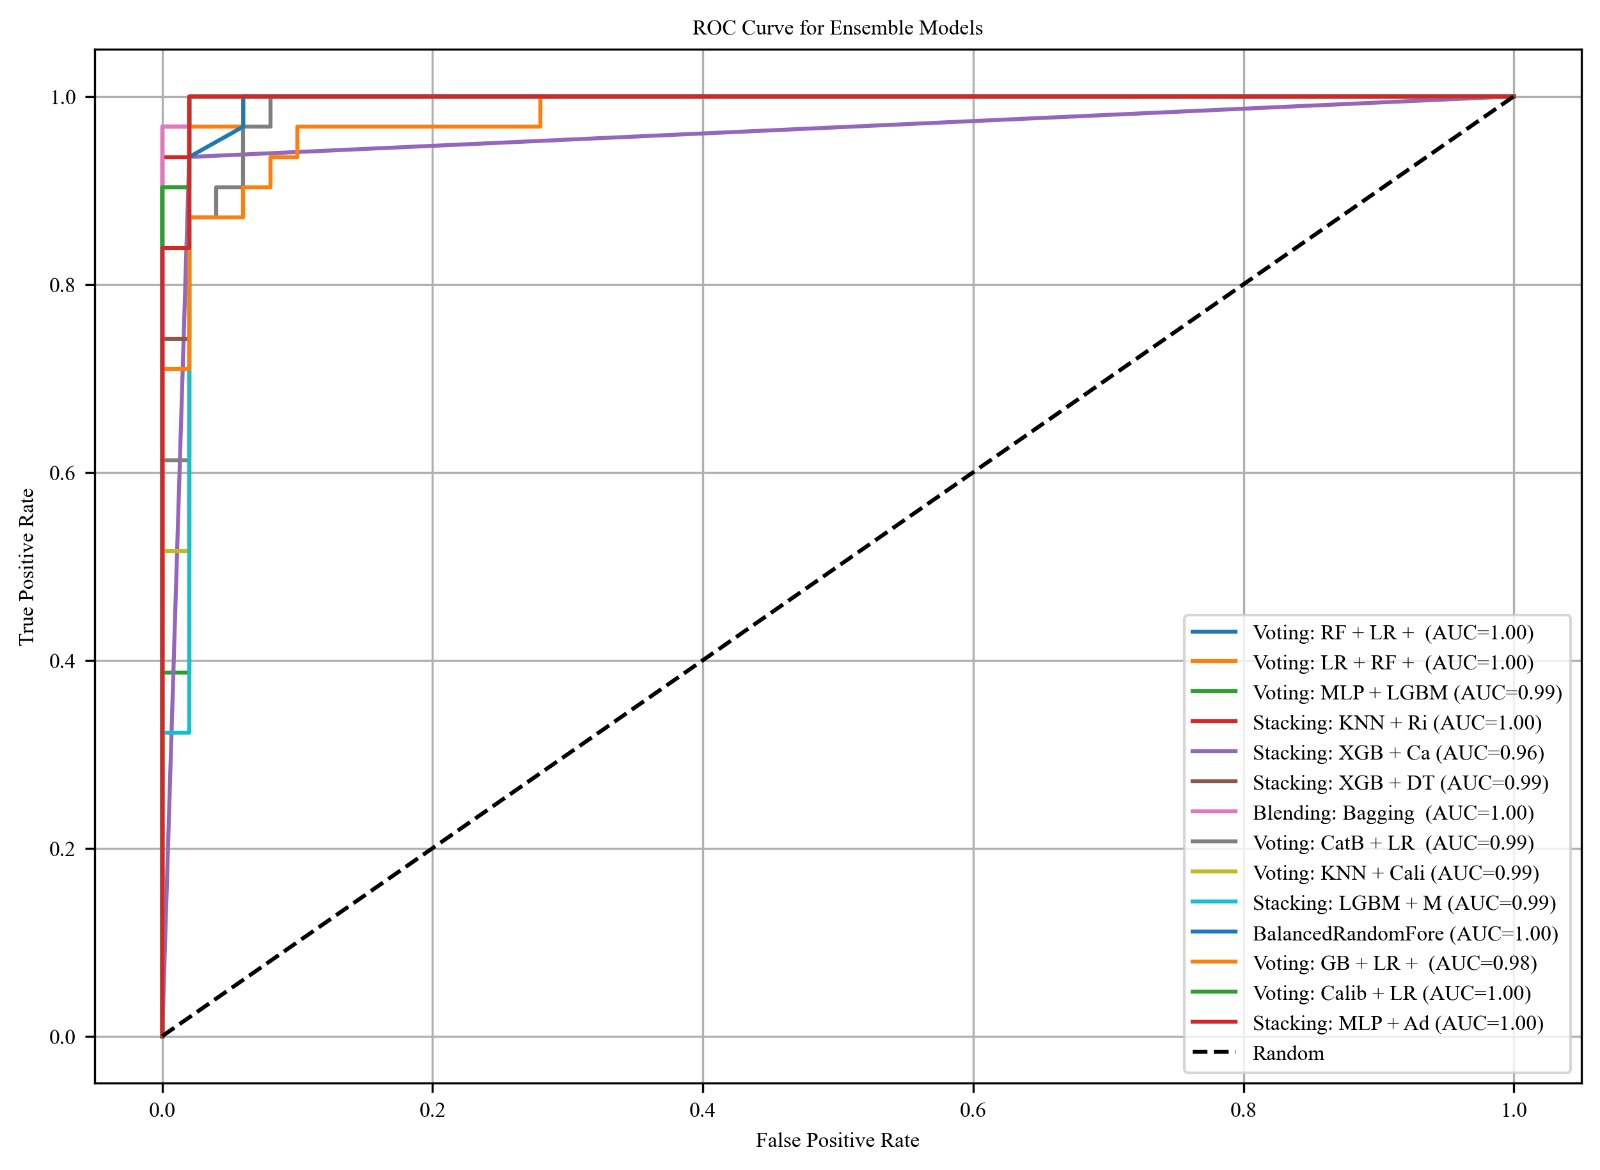 ROC Curve for Ensemble Models
1.0
0.8
0.6
0.4
0.2
0.0
True Positive Rate
0.0 0.2 0.4 0.6 0.8 1.0
False Positive Rate
Voting: RF + LR + (AUC=1.00)
Voting: LR + RF + (AUC=1.00)
Voting: MLP + LGBM (AUC=0.99)
Stacking: KNN + Ri (AUC=1.00)
Stacking: XGB + Ca (AUC=0.96)
Stacking: XGB + DT (AUC=0.99)
Blending: Bagging (AUC=1.00)
Voting: CatB + LR (AUC=0.99)
Voting: KNN + Cali (AUC=0.99)
Stacking: LGBM + M (AUC=0.99)
BalancedRandomFore (AUC=1.00)
Voting: GB + LR + (AUC=0.98)
Voting: Calib + LR (AUC=1.00)
Stacking: MLP + Ad (AUC=1.00)
Random